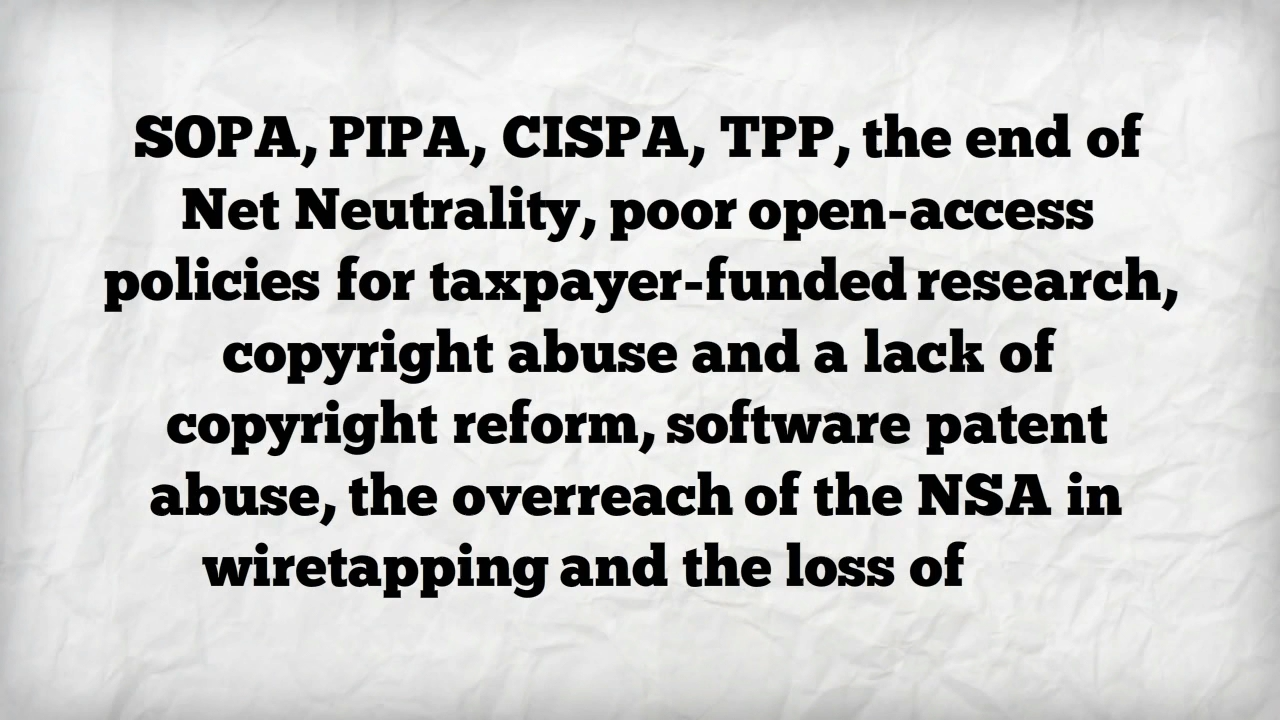 SOPA, PIPA, CISPA, TPP, the end of
Net Neutrality, poor open-access
policies for taxpayer-funded research,
copyright abuse and a lack of
copyright reform, software patent
abuse, the overreach of the NSA in
wiretapping and the loss of